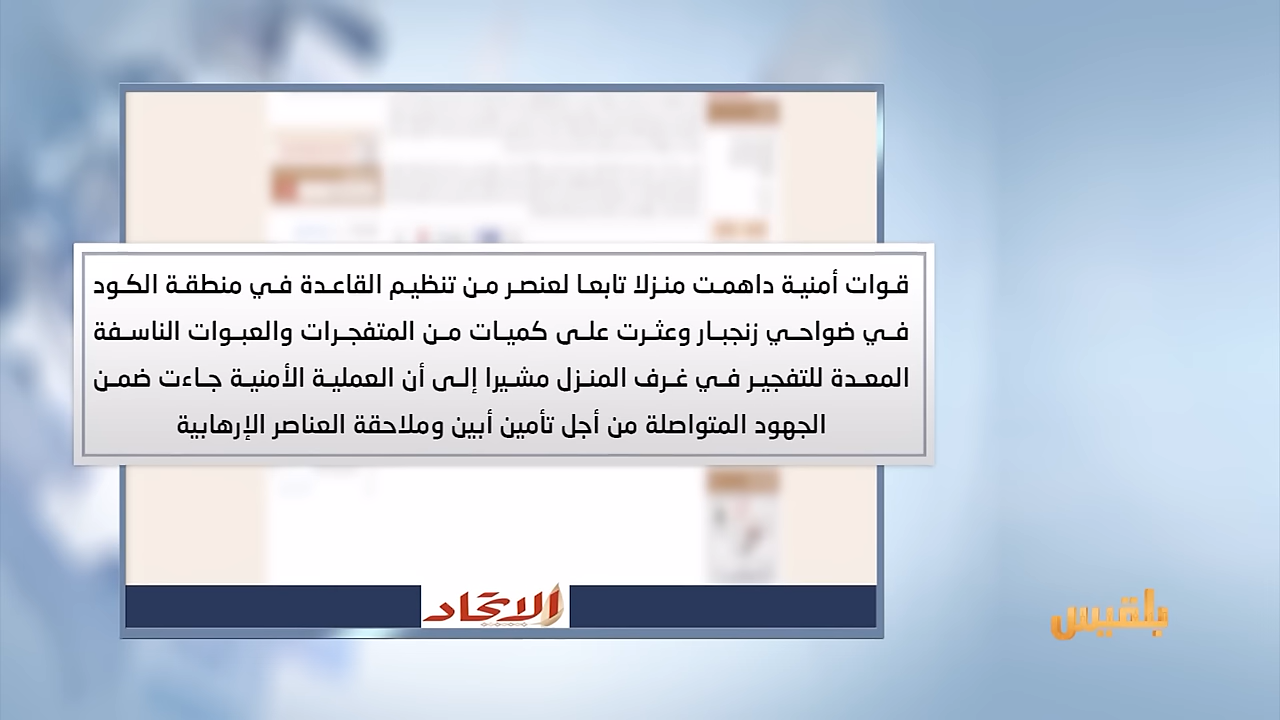 قوات أمنية داهمت منزلا تابعا لعنصر من تنظيم القاعدة في منطقة الكود
في ضواحي زنجبار وعثرت على كميات من المتفجرات والعبوات الناسفة
المعدة للتفجير في غرف المنزل مشيرا إلى أن العملية الأمنية جاءت ضمن
الجهود المتواصلة من أجل تأمين أبين وملاحقة العناصر الإرهابية
الاتحاد
بلقيس